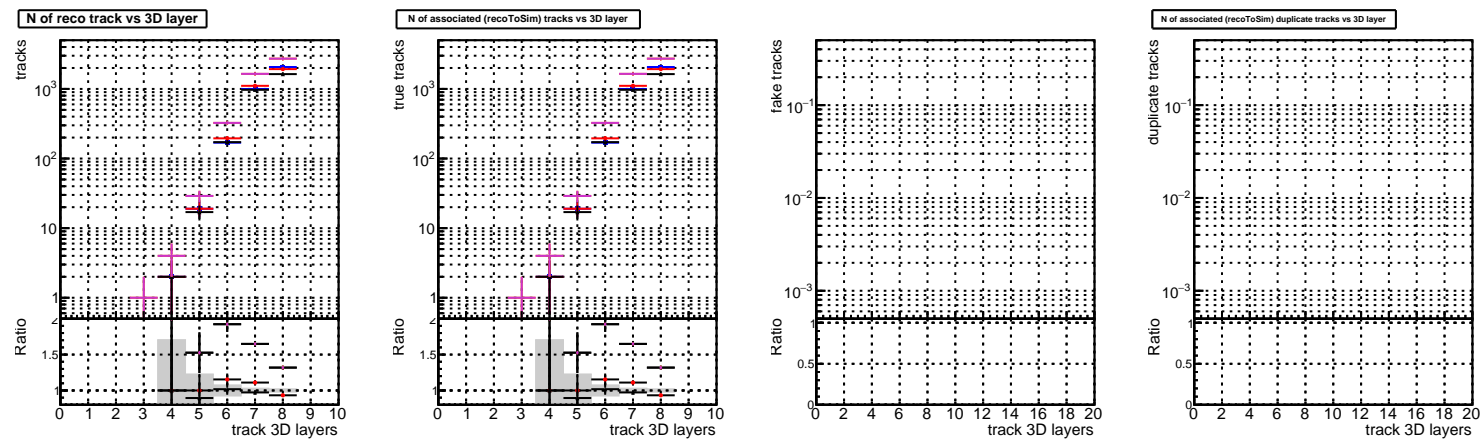 N of reco track vs 3D layer
tracks
10³
10²
10
1
Ratio
2
1.5
1
0 1 2 3 4 5 6 7 8 9 10
track 3D layers
N of associated (recoToSim) tracks vs 3D layer
true tracks
10³
10²
10
1
Ratio
2
1.5
1
0 1 2 3 4 5 6 7 8 9 10
track 3D layers
fake tracks
10⁻¹
10⁻²
10⁻³
Ratio
1
0.5
0
0 2 4 6 8 10 12 14 16 18 20
track 3D layers
N of associated (recoToSim) duplicate tracks vs 3D layer
duplicate tracks
10⁻¹
10⁻²
10⁻³
Ratio
1
0.5
0
0 2 4 6 8 10 12 14 16 18 20
track 3D layers